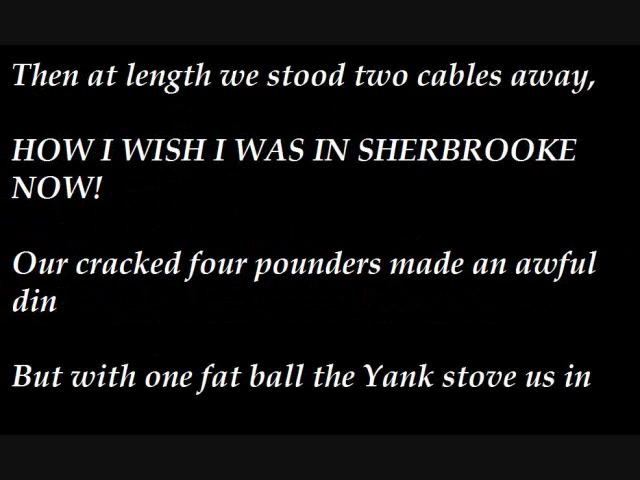 Then at length we stood two cables away,
HOW I WISH I WAS IN SHERBROOKE
NOW!
Our cracked four pounders made an awful
din
But with one fat ball the Yank stove us in